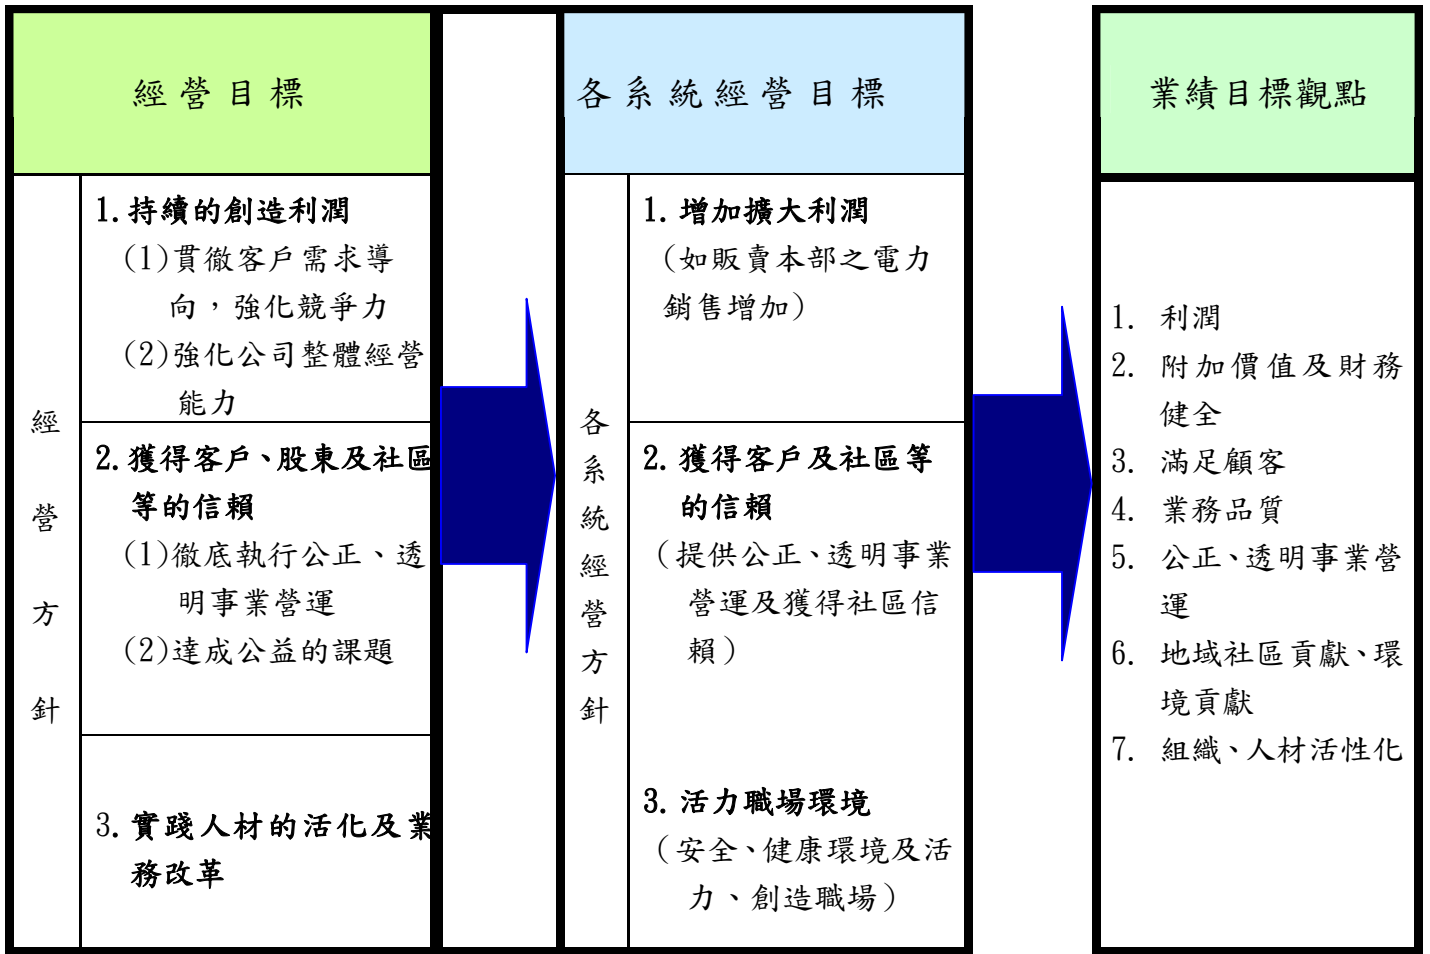 經營目標
經
營
方
針
1.持續的創造利潤
(1)貫徹客戶需求導
向，強化競爭力
(2)強化公司整體經營
能力
2.獲得客戶、股東及社區
等的信賴
(1)徹底執行公正、透
明事業營運
(2)達成公益的課題
3.實踐人材的活化及業
務改革
各系統經營目標
各
系
統
經
營
方
針
1.增加擴大利潤
(如販賣本部之電力
銷售增加)
2.獲得客戶及社區等
的信賴
(提供公正、透明事業
營運及獲得社區信
賴)
3.活力職場環境
(安全、健康環境及活
力、創造職場)
業績目標觀點
1. 利潤
2. 附加價值及財務
健全
3. 滿足顧客
4. 業務品質
5. 公正、透明事業營
運
6. 地域社區貢獻、環
境貢獻
7. 組織、人材活性化